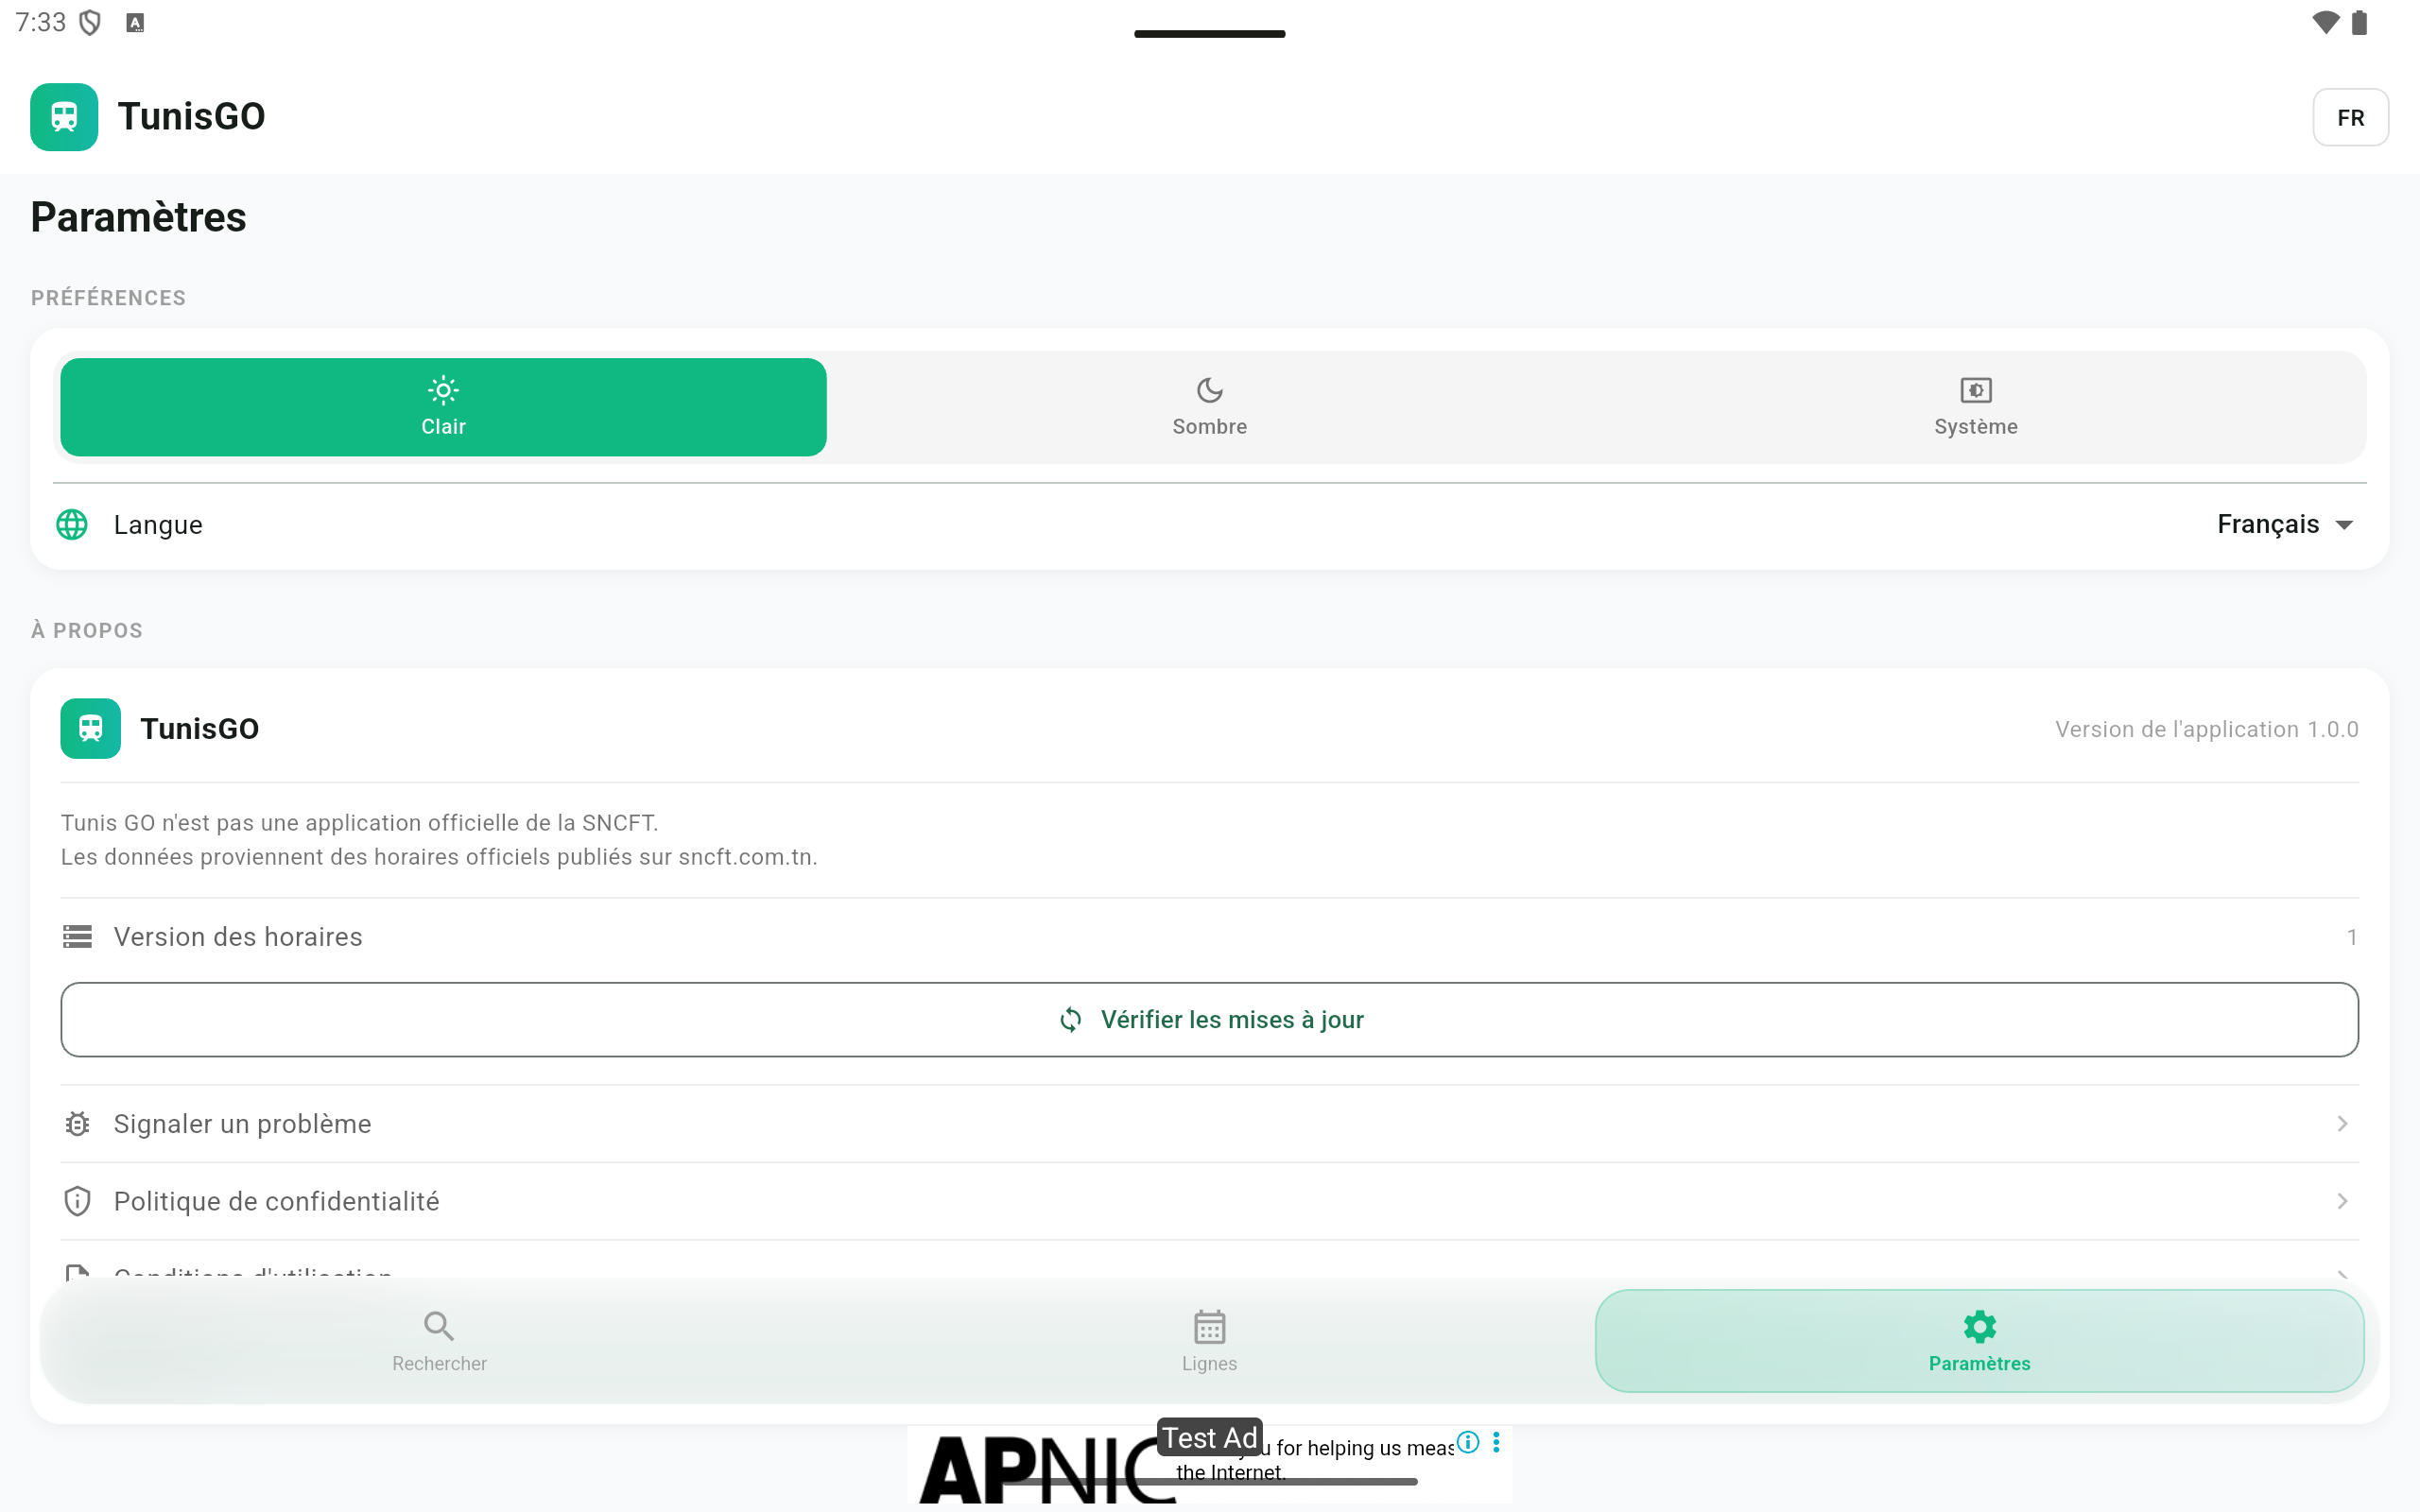 7:33
A
TunisGO
FR
Paramètres
PRÉFÉRENCES
Clair
Sombre
Système
Langue
Français
À PROPOS
TunisGO
Version de l'application 1.0.0
Tunis GO n'est pas une application officielle de la SNCFT.
Les données proviennent des horaires officiels publiés sur sncft.com.tn.
Version des horaires
1
Vérifier les mises à jour
Signaler un problème
Politique de confidentialité
Conditions d'utilisation
Rechercher
Lignes
Paramètres
Test Ad
APNIC
for helping us meas
the Internet.